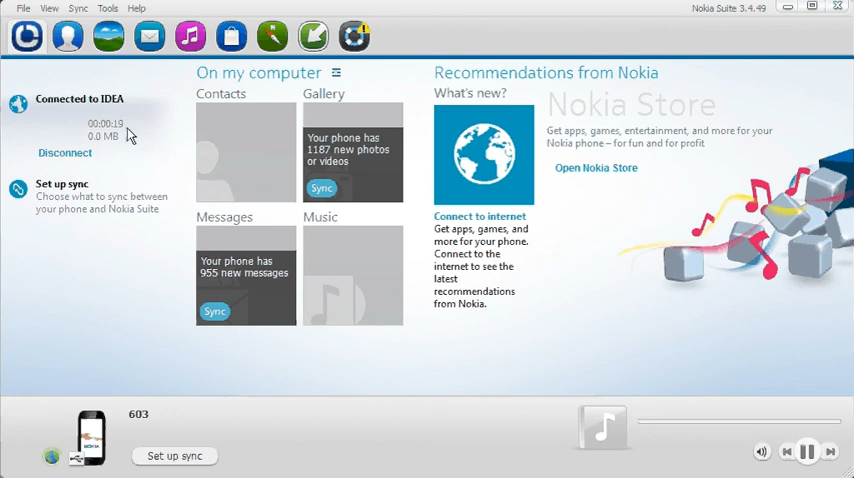 File View Sync Tools Help
Nokia Suite 3.4.49
Connected to IDEA
00:00:19
0.0 MB
Disconnect
Set up sync
Choose what to sync between
your phone and Nokia Suite
On my computer
Contacts
Gallery
Your phone has
1187 new photos
or videos
Sync
Messages
Music
Your phone has
955 new messages
Sync
Recommendations from Nokia
What's new?
Connect to internet
Get apps, games, and
more for your phone.
Connect to the
internet to see the
latest
recommendations
from Nokia.
Nokia Store
Get apps, games, entertainment, and more for your
Nokia phone – for fun and for profit
Open Nokia Store
603
NOKIA
Set up sync